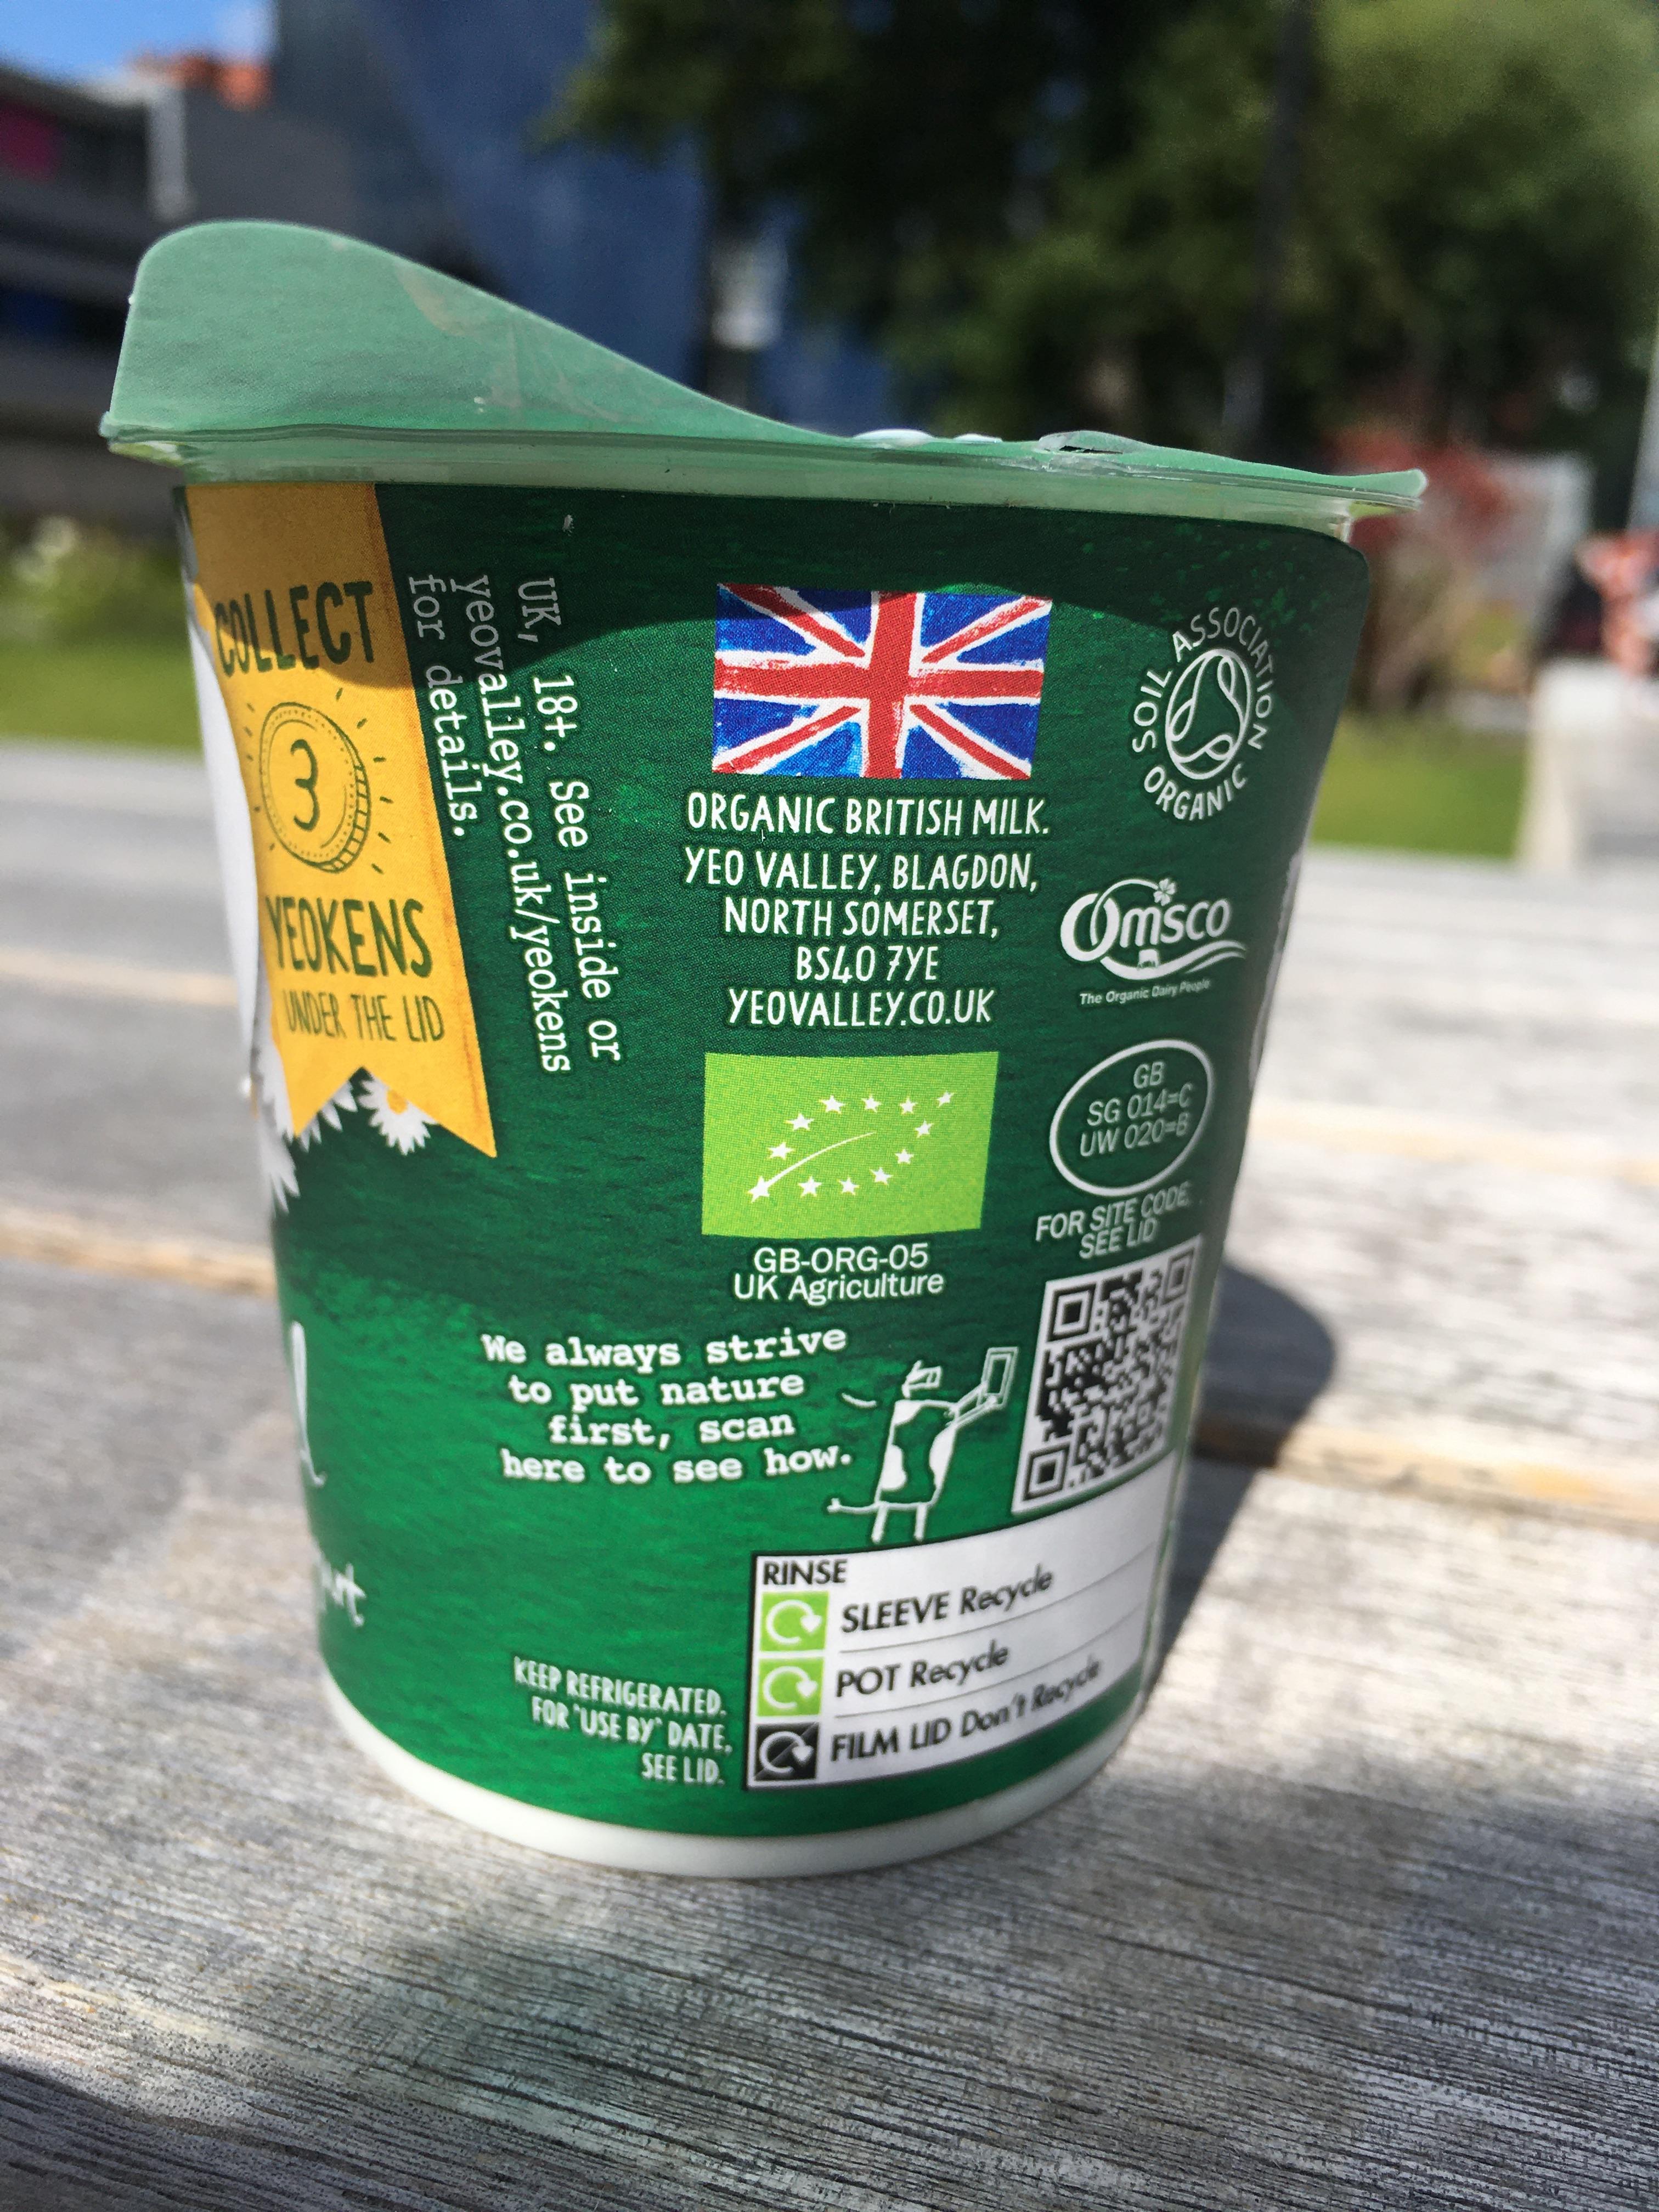 COLLECT
3
YEOKENS
UNDER THE LID
UK, 18+. See inside or
yeovalley.co.uk/yeokens
for details.
ORGANIC BRITISH MILK.
YEO VALLEY, BLAGDON,
NORTH SOMERSET,
BS40 7YE
YEOVALLEY.CO.UK
SOIL ASSOCIATION
ORGANIC
Omsco
The Organic Dairy People
GB
SG 014=C
UW 020=B
FOR SITE CODE,
SEE LID
GB-ORG-05
UK Agriculture
We always strive
to put nature
first, scan
here to see how.
RINSE
SLEEVE Recycle
POT Recycle
FILM LID Don't Recycle
KEEP REFRIGERATED.
FOR "USE BY" DATE,
SEE LID.